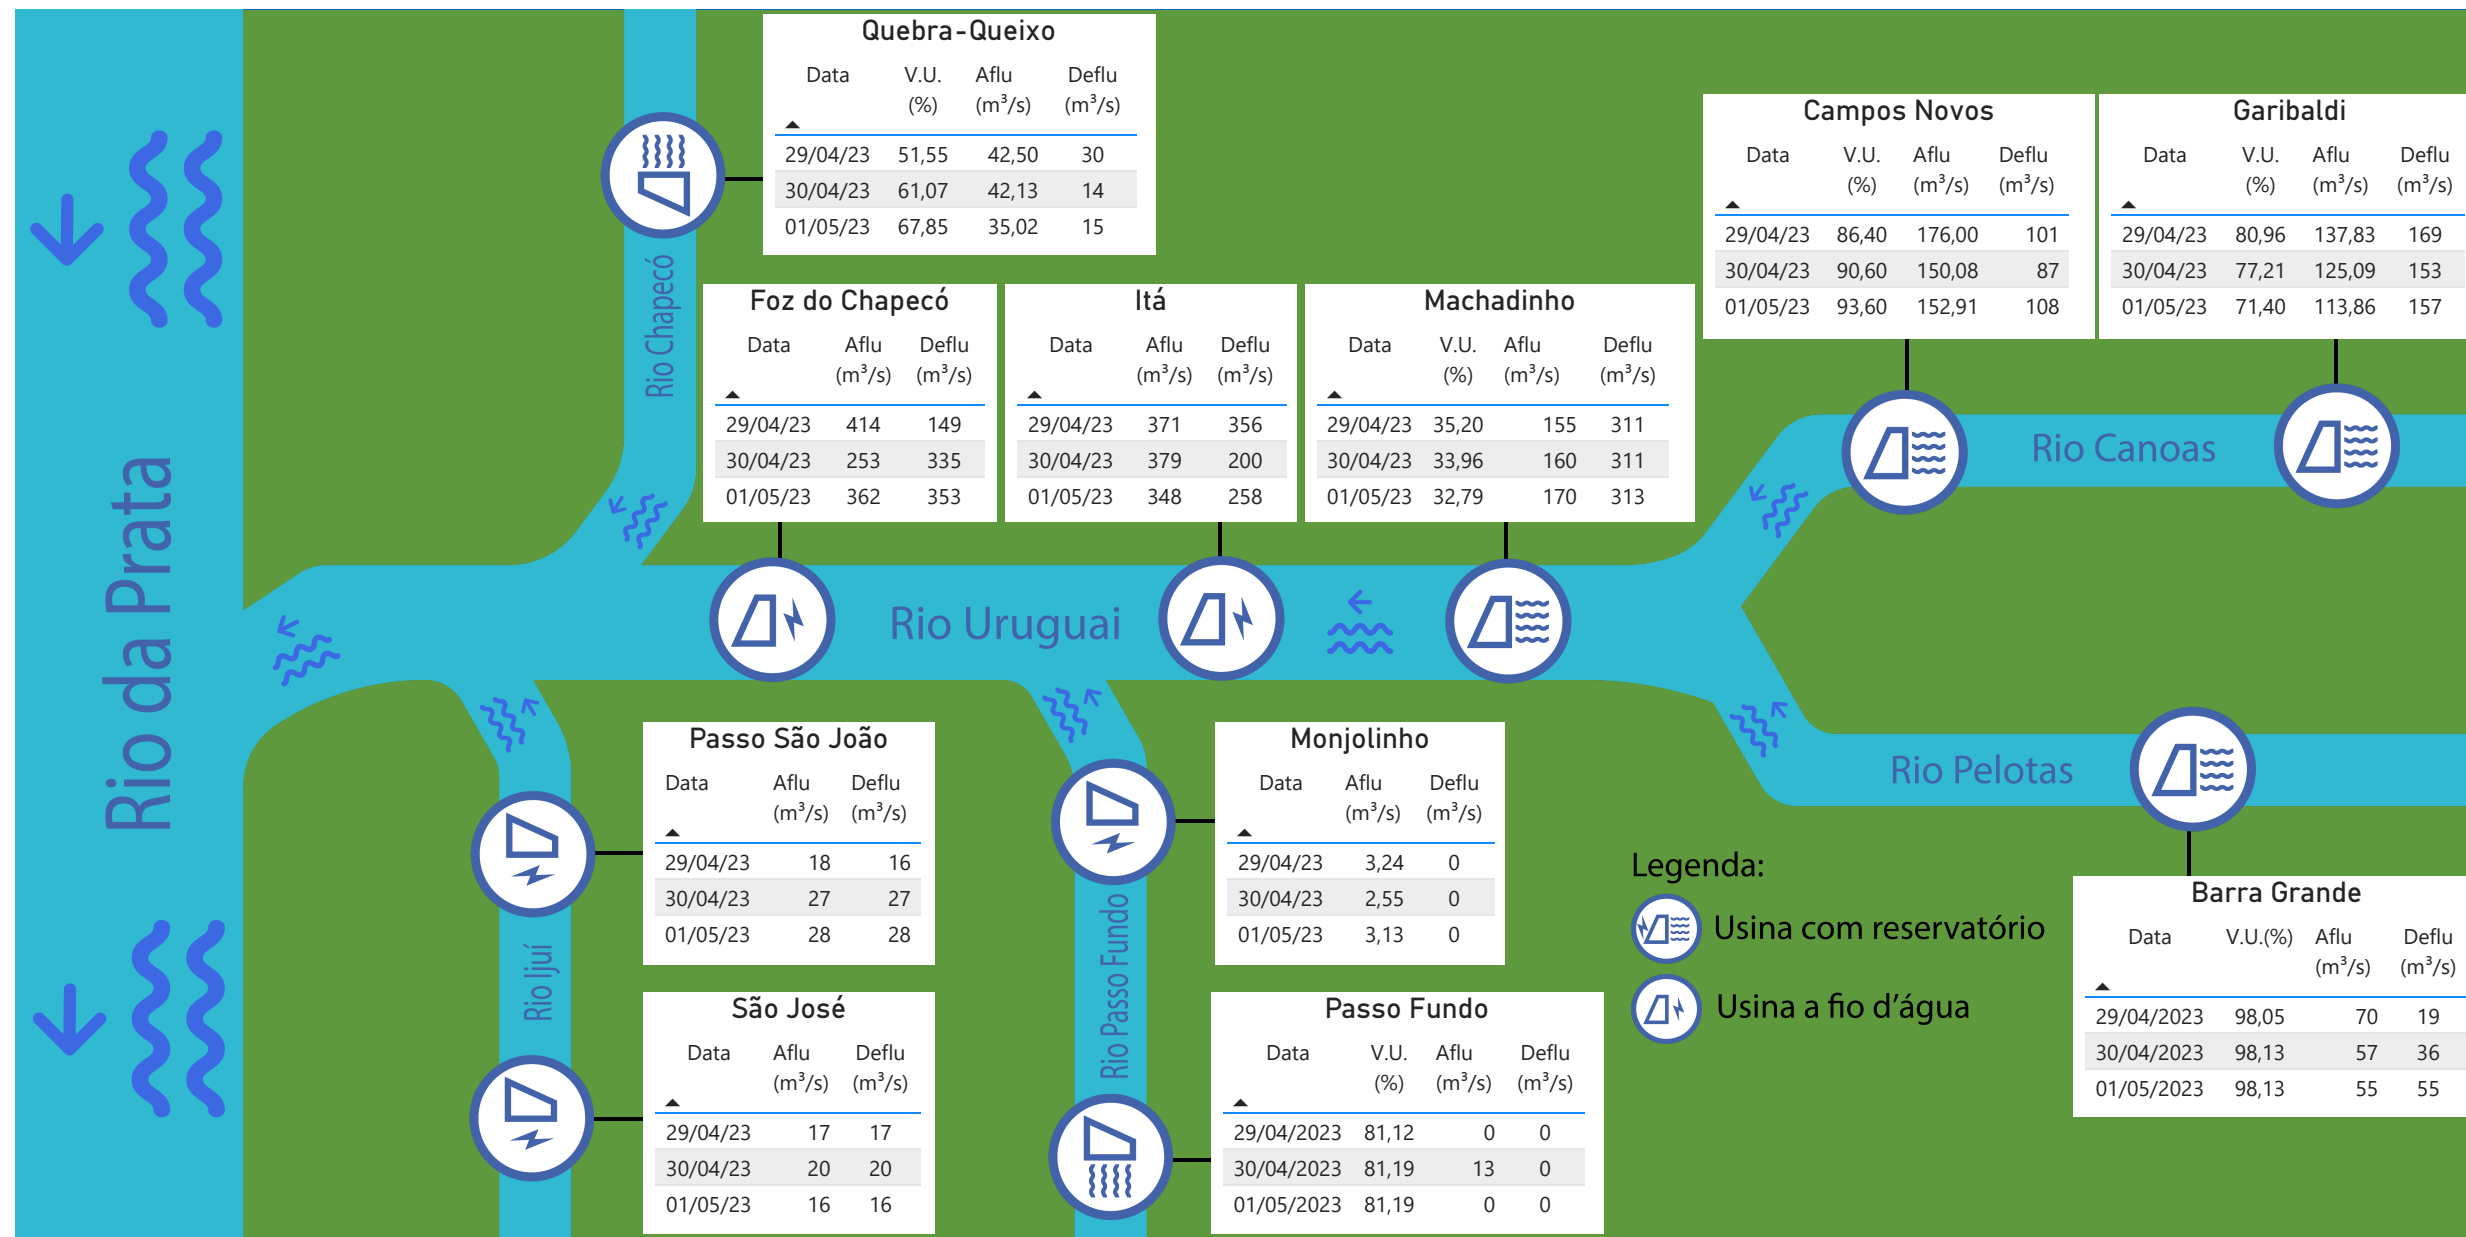 Quebra-Queixo
Data V.U. (%) Aflu (m³/s) Deflu (m³/s)
29/04/23 51,55 42,50 30
30/04/23 61,07 42,13 14
01/05/23 67,85 35,02 15
Campos Novos
Data V.U. (%) Aflu (m³/s) Deflu (m³/s)
29/04/23 86,40 176,00 101
30/04/23 90,60 150,08 87
01/05/23 93,60 152,91 108
Garibaldi
Data V.U. (%) Aflu (m³/s) Deflu (m³/s)
29/04/23 80,96 137,83 169
30/04/23 77,21 125,09 153
01/05/23 71,40 113,86 157
Foz do Chapecó
Data Aflu (m³/s) Deflu (m³/s)
29/04/23 414 149
30/04/23 253 335
01/05/23 362 353
Itá
Data Aflu (m³/s) Deflu (m³/s)
29/04/23 371 356
30/04/23 379 200
01/05/23 348 258
Machadinho
Data V.U. (%) Aflu (m³/s) Deflu (m³/s)
29/04/23 35,20 155 311
30/04/23 33,96 160 311
01/05/23 32,79 170 313
Rio Chapecó
Rio Canoas
Rio da Prata
Rio Uruguai
Rio Pelotas
Passo São João
Data Aflu (m³/s) Deflu (m³/s)
29/04/23 18 16
30/04/23 27 27
01/05/23 28 28
Monjolinho
Data Aflu (m³/s) Deflu (m³/s)
29/04/23 3,24 0
30/04/23 2,55 0
01/05/23 3,13 0
Rio Ijuí
Rio Passo Fundo
Legenda:
Usina com reservatório
Usina a fio d'água
São José
Data Aflu (m³/s) Deflu (m³/s)
29/04/23 17 17
30/04/23 20 20
01/05/23 16 16
Passo Fundo
Data V.U. (%) Aflu (m³/s) Deflu (m³/s)
29/04/2023 81,12 0 0
30/04/2023 81,19 13 0
01/05/2023 81,19 0 0
Barra Grande
Data V.U.(%) Aflu (m³/s) Deflu (m³/s)
29/04/2023 98,05 70 19
30/04/2023 98,13 57 36
01/05/2023 98,13 55 55